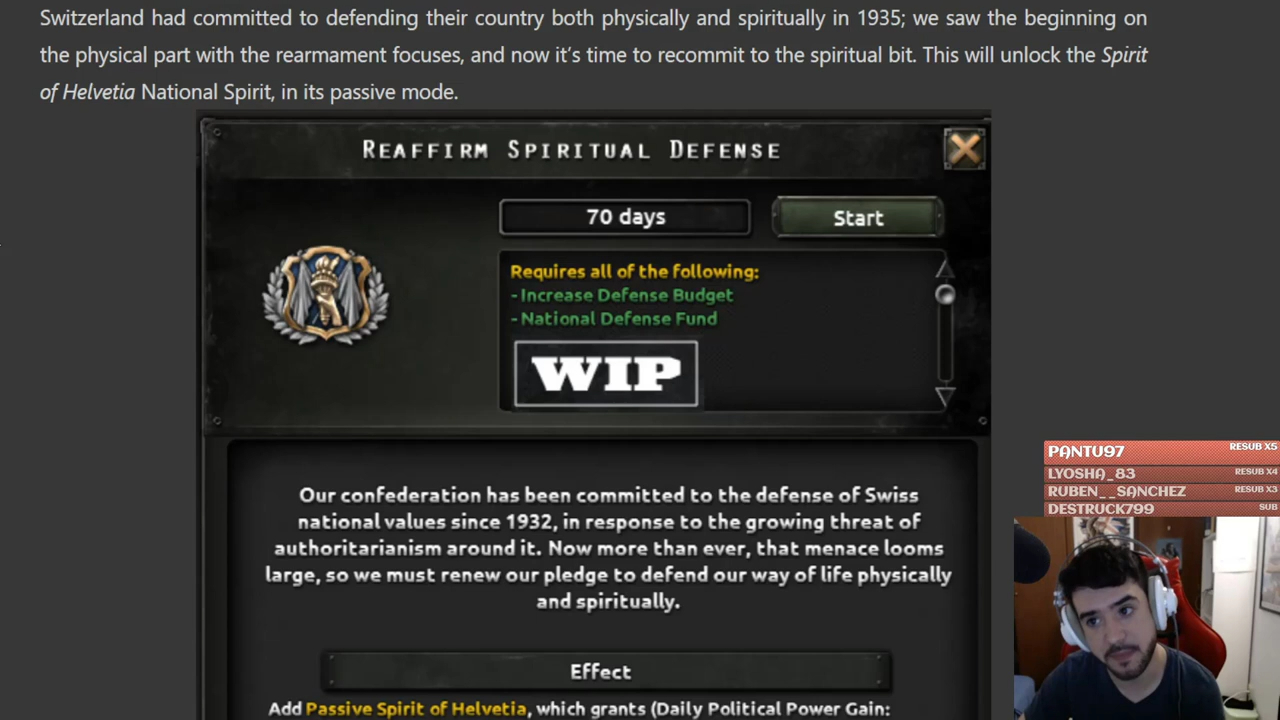 Switzerland had committed to defending their country both physically and spiritually in 1935; we saw the beginning on
the physical part with the rearmament focuses, and now it's time to recommit to the spiritual bit. This will unlock the Spirit
of Helvetia National Spirit, in its passive mode.
Reaffirm Spiritual Defense
70 days
Start
Requires all of the following:
- Increase Defense Budget
- National Defense Fund
WIP
Our confederation has been committed to the defense of Swiss
national values since 1932, in response to the growing threat of
authoritarianism around it. Now more than ever, that menace looms
large, so we must renew our pledge to defend our way of life physically
and spiritually.
Effect
Add Passive Spirit of Helvetia, which grants (Daily Political Power Gain:
PANTU97 RESUB X5
LYOSHA_83 RESUB X4
RUBEN__SANCHEZ RESUB X3
DESTRUCK799 SUB